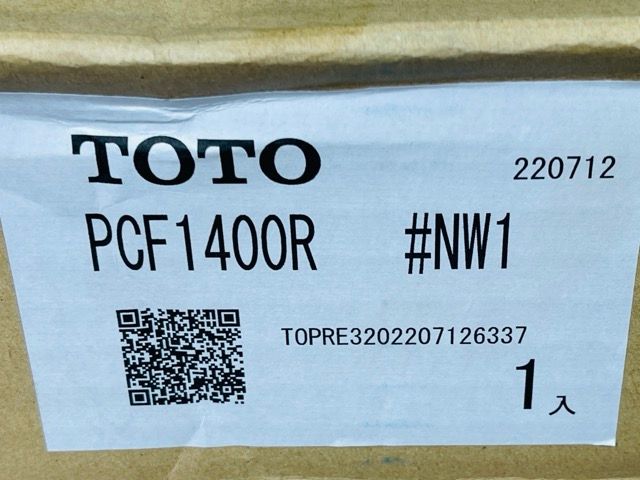 TOTO 220712
PCF1400R #NW1
TOPRE3202207126337
1入